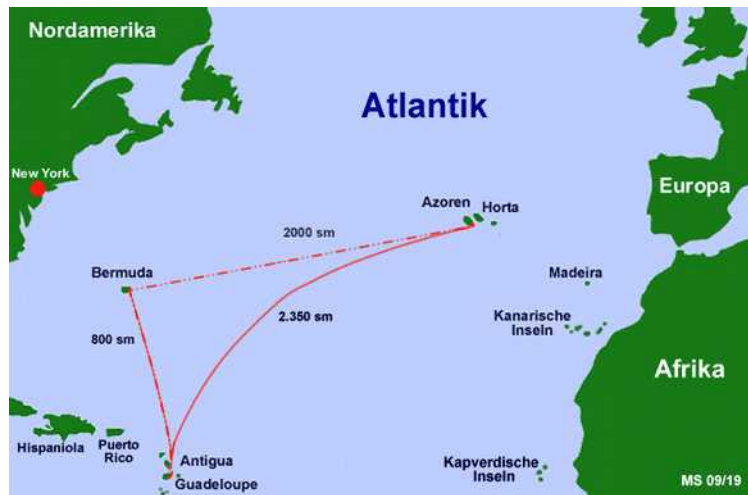 Nordamerika
Atlantik
New York
Europa
Azoren
Horta
2000 sm
Bermuda
Madeira
2.350 sm
Kanarische
Inseln
800 sm
Afrika
Hispaniola
Puerto
Rico
Antigua
Guadeloupe
Kapverdische
Inseln
MS 09/19